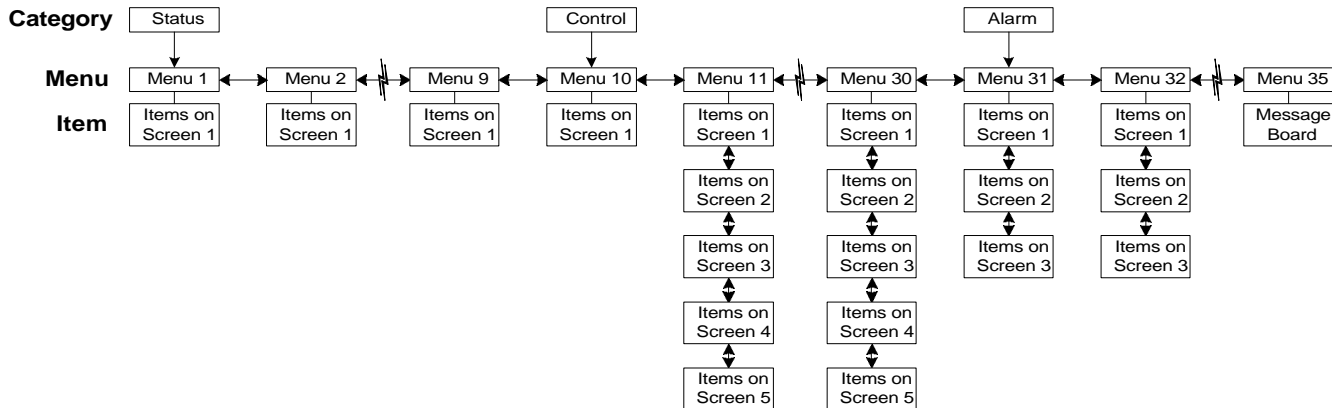 Category Status Control Alarm
Menu Menu 1 Menu 2 Menu 9 Menu 10 Menu 11 Menu 30 Menu 31 Menu 32 Menu 35
Item
Items on
Screen 1
Items on
Screen 1
Items on
Screen 1
Items on
Screen 1
Items on
Screen 1
Items on
Screen 1
Items on
Screen 1
Items on
Screen 1
Message
Board
Items on
Screen 2
Items on
Screen 2
Items on
Screen 2
Items on
Screen 2
Items on
Screen 3
Items on
Screen 3
Items on
Screen 3
Items on
Screen 3
Items on
Screen 4
Items on
Screen 4
Items on
Screen 5
Items on
Screen 5